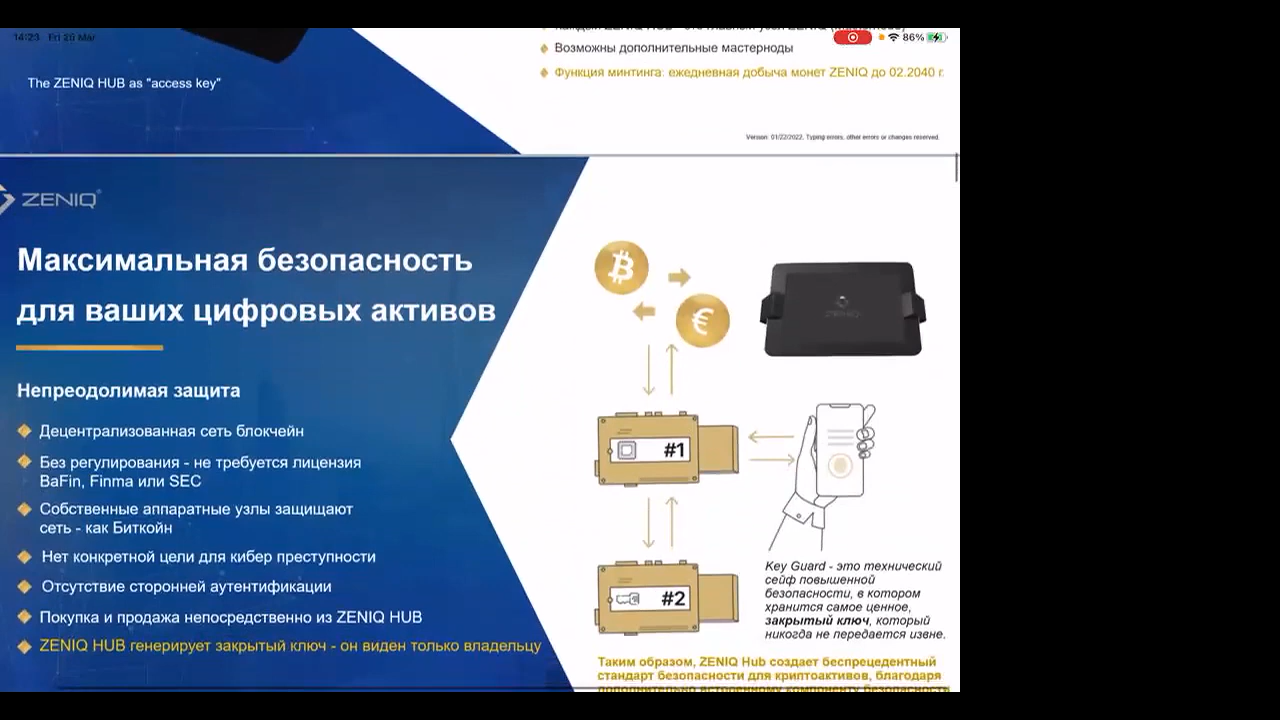 14:23 Fri 26 Mar
86%
Возможны дополнительные мастерноды
Функция минтинга: ежедневная добыча монет ZENIQ до 02.2040 г.
The ZENIQ HUB as "access key"
Version: 01/22/2022, Typing errors, other errors or changes reserved.
ZENIQ®
Максимальная безопасность
для ваших цифровых активов
Непреодолимая защита
Децентрализованная сеть блокчейн
Без регулирования - не требуется лицензия
BaFin, Finma или SEC
Собственные аппаратные узлы защищают
сеть - как Биткойн
Нет конкретной цели для кибер преступности
Отсутствие сторонней аутентификации
Покупка и продажа непосредственно из ZENIQ HUB
ZENIQ HUB генерирует закрытый ключ - он виден только владельцу
ZENIQ
#1
#2
Key Guard - это технический
сейф повышенной
безопасности, в котором
хранится самое ценное,
закрытый ключ, который
никогда не передается извне.
Таким образом, ZENIQ Hub создает беспрецедентный
стандарт безопасности для криптоактивов, благодаря